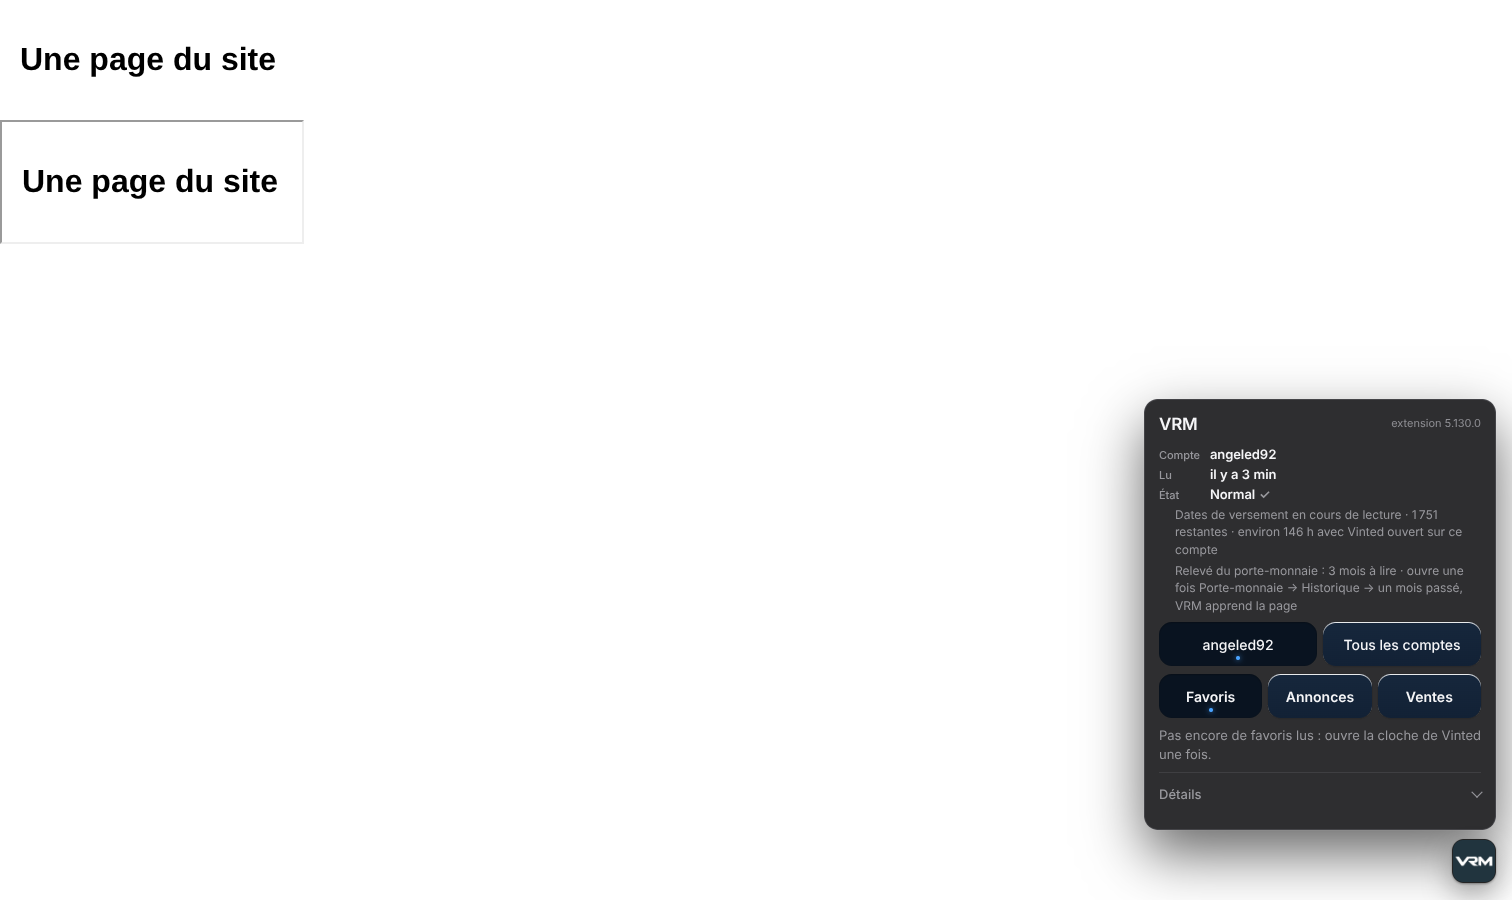 Une page du site
Une page du site
VRM extension 5.130.0
Compte angeled92
Lu il y a 3 min
État Normal ✓
Dates de versement en cours de lecture · 1 751
restantes · environ 146 h avec Vinted ouvert sur ce
compte
Relevé du porte-monnaie : 3 mois à lire · ouvre une
fois Porte-monnaie → Historique → un mois passé,
VRM apprend la page
angeled92 Tous les comptes
Favoris Annonces Ventes
Pas encore de favoris lus : ouvre la cloche de Vinted
une fois.
Détails
VRM